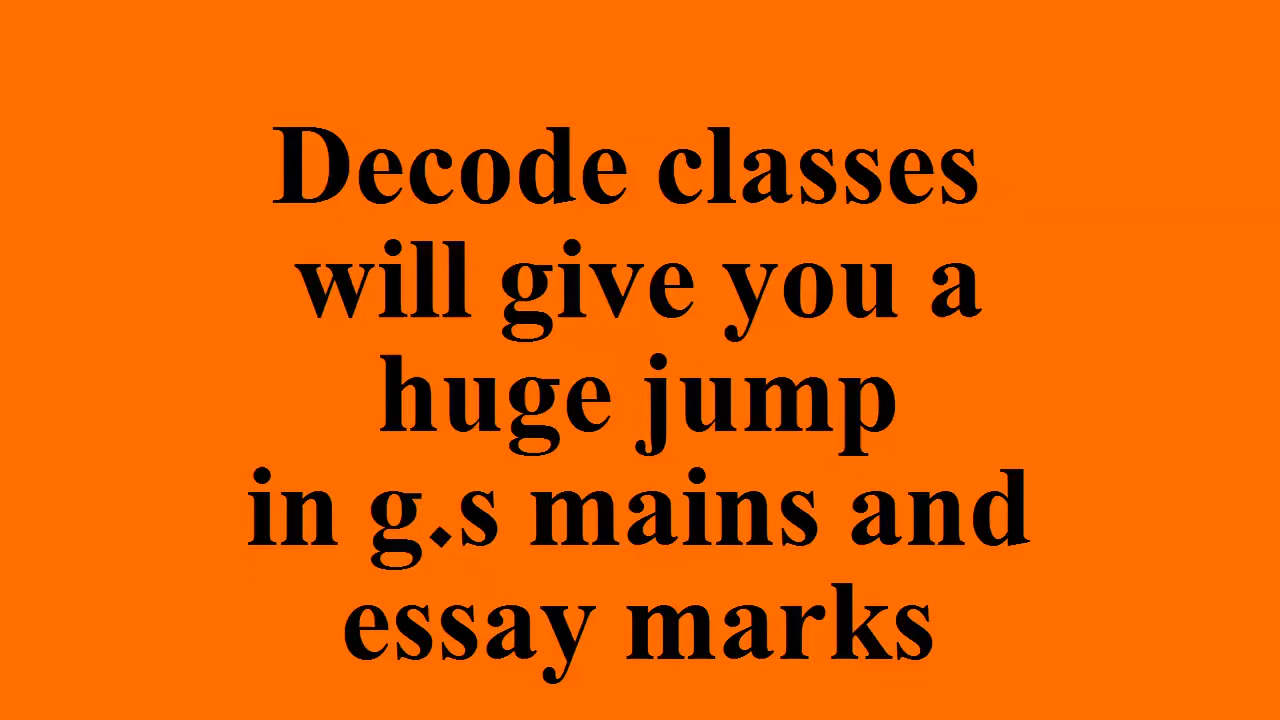 Decode classes
will give you a
huge jump
in g.s mains and
essay marks